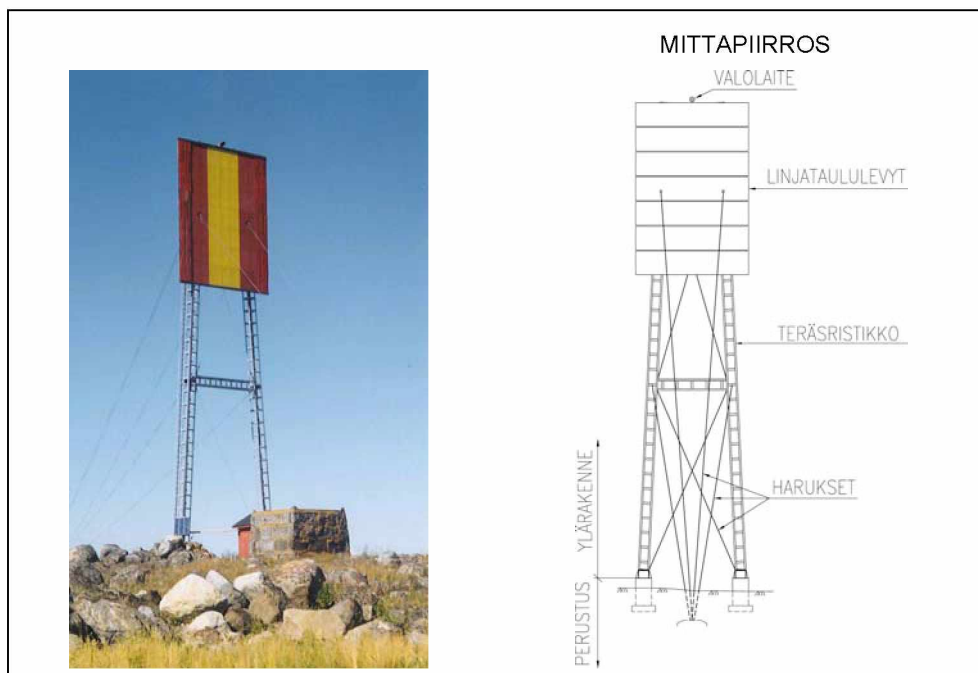 MITTAPIIRROS
VALOLAITE
LINJATAULULEVYT
TERÄSRISTIKKO
HARUKSET
YLÄRAKENNE
PERUSTUS